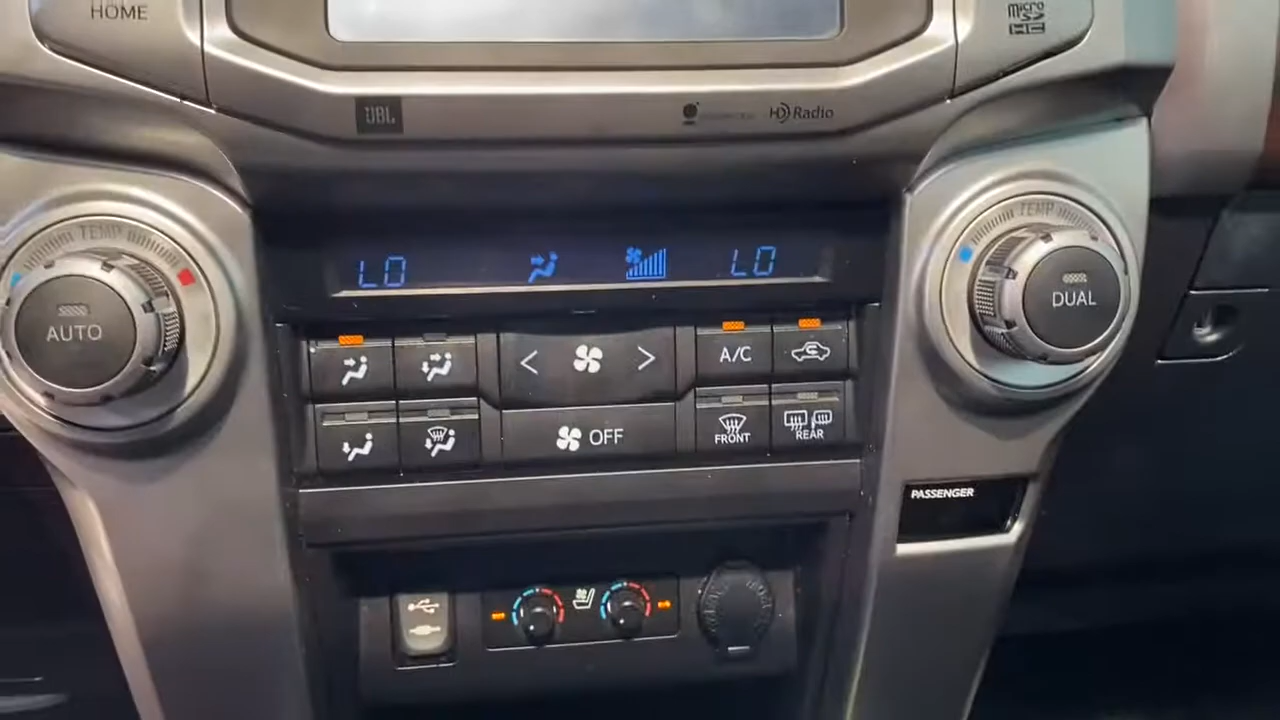 HOME
micro
SD
HC
JBL
HD Radio
TEMP
TEMP
LO
LO
AUTO
DUAL
A/C
OFF
FRONT
REAR
PASSENGER